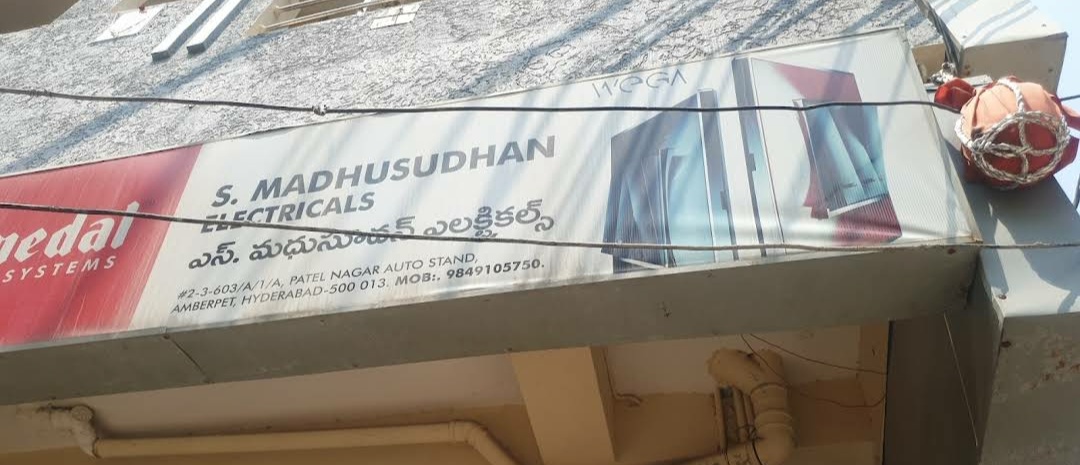 medal
SYSTEMS
WEGA
S. MADHUSUDHAN
ELECTRICALS
ఎస్. మధుసూదన్ ఎలక్ట్రికల్స్
#2-3-603/A/1/A, PATEL NAGAR AUTO STAND,
AMBERPET, HYDERABAD-500 013. MOB:. 9849105750.